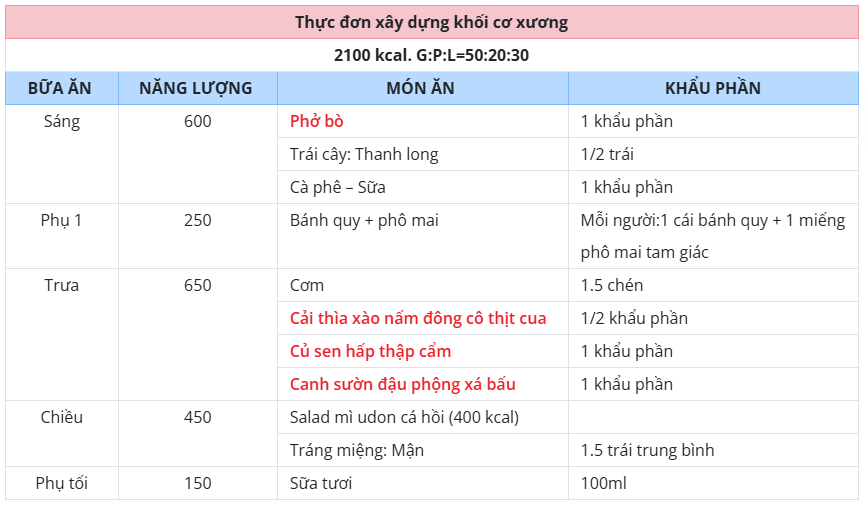 Thực đơn xây dựng khối cơ xương
2100 kcal. G:P:L=50:20:30
BỮA ĂN NĂNG LƯỢNG MÓN ĂN KHẨU PHẦN
Sáng 600 Phở bò 1 khẩu phần
Trái cây: Thanh long 1/2 trái
Cà phê – Sữa 1 khẩu phần
Phụ 1 250 Bánh quy + phô mai Mỗi người:1 cái bánh quy + 1 miếng
phô mai tam giác
Trưa 650 Cơm 1.5 chén
Cải thìa xào nấm đông cô thịt cua 1/2 khẩu phần
Củ sen hấp thập cẩm 1 khẩu phần
Canh sườn đậu phộng xá bấu 1 khẩu phần
Chiều 450 Salad mì udon cá hồi (400 kcal)
Tráng miệng: Mận 1.5 trái trung bình
Phụ tối 150 Sữa tươi 100ml